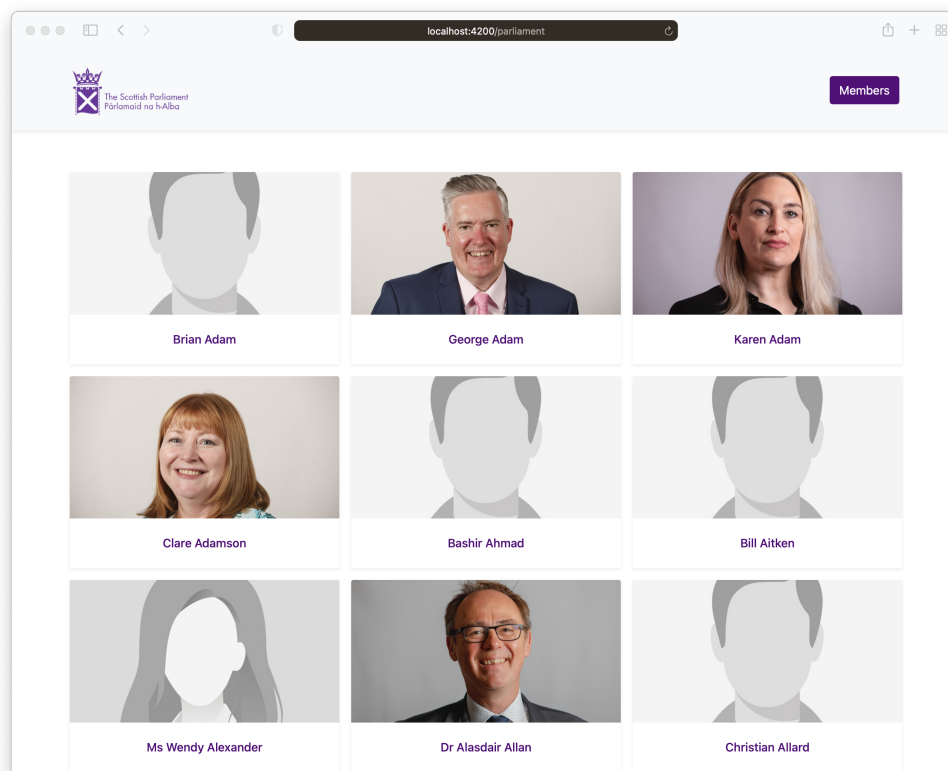 localhost:4200/parliament
The Scottish Parliament
Pàrlamaid na h-Alba
Members
Brian Adam
George Adam
Karen Adam
Clare Adamson
Bashir Ahmad
Bill Aitken
Ms Wendy Alexander
Dr Alasdair Allan
Christian Allard